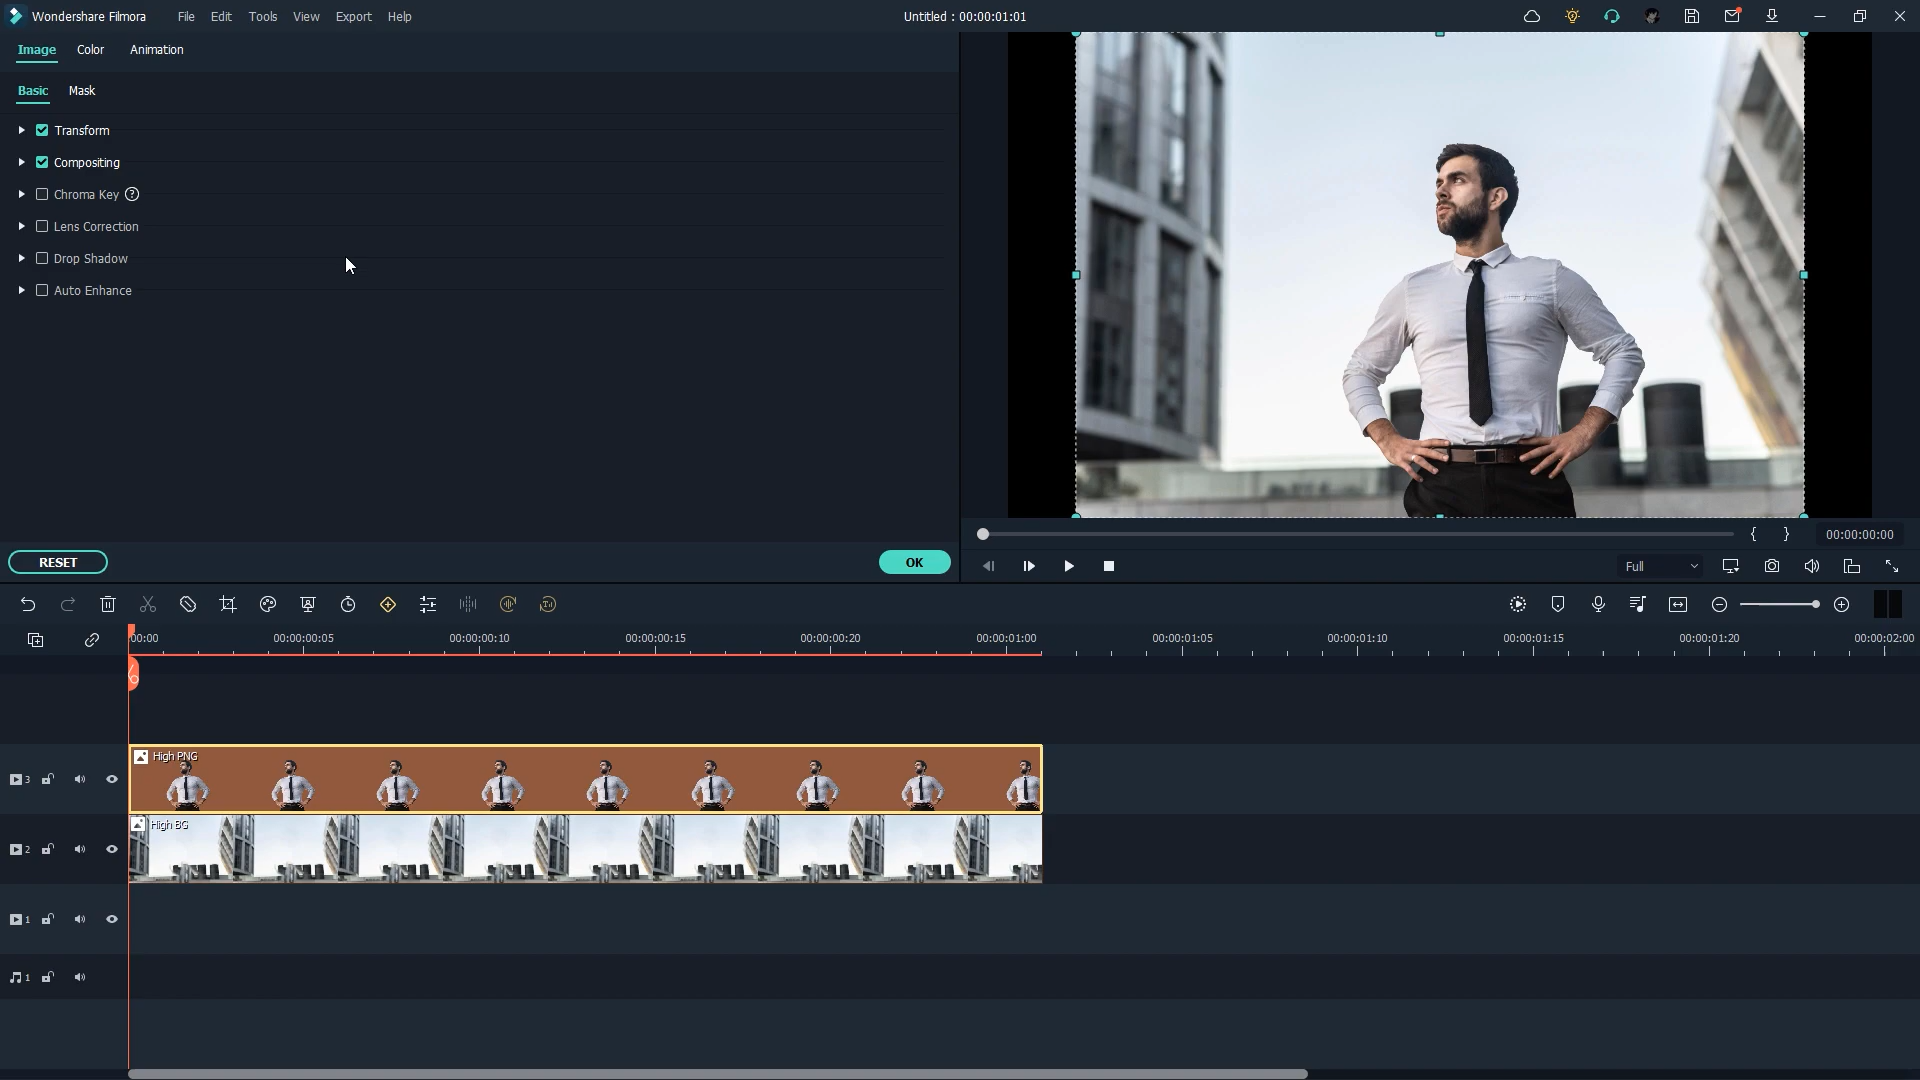 Wondershare Filmora File Edit Tools View Export Help Untitled : 00:00:01:01
Image Color Animation
Basic Mask
Transform
Compositing
Chroma Key ?
Lens Correction
Drop Shadow
Auto Enhance
{ } 00:00:00:00
RESET OK Full
00:00 00:00:00:05 00:00:00:10 00:00:00:15 00:00:00:20 00:00:01:00 00:00:01:05 00:00:01:10 00:00:01:15 00:00:01:20 00:00:02:00
High PNG
3
High BG
2
1
1